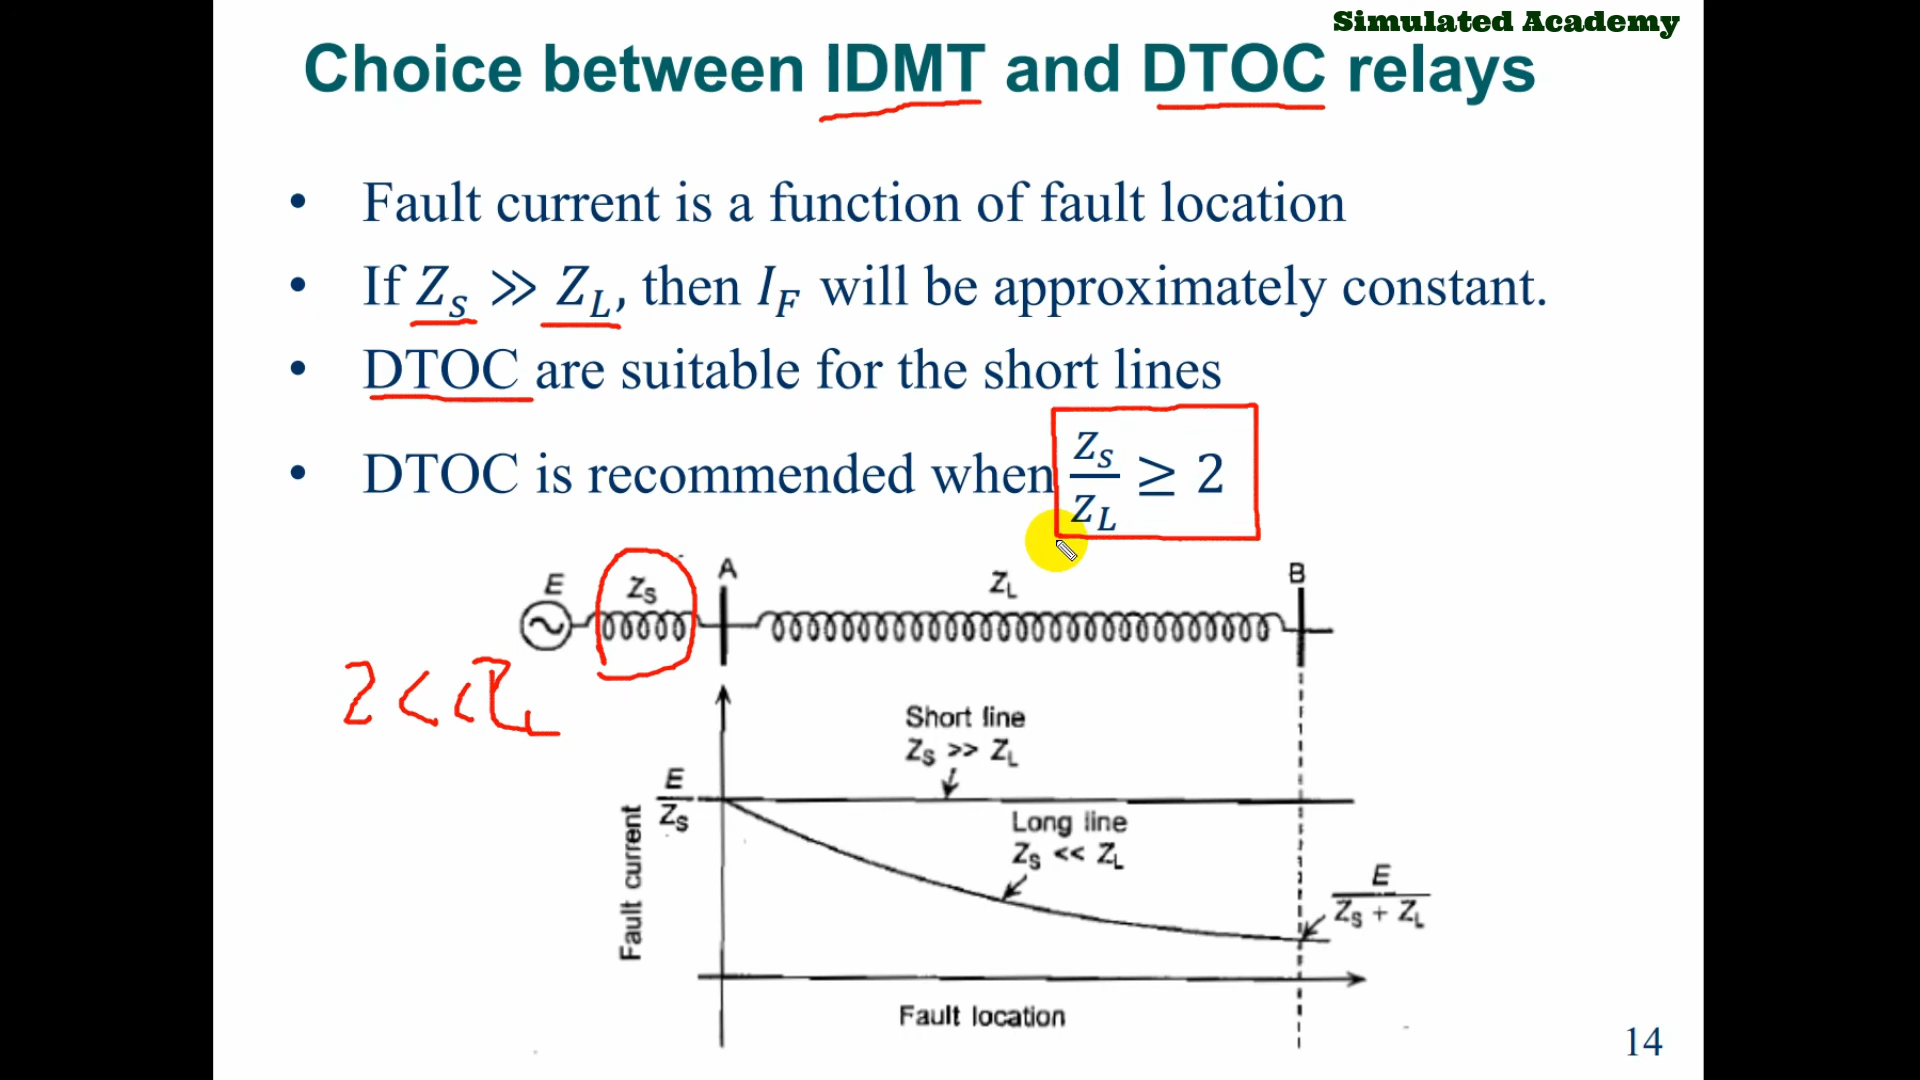 Simulated Academy
Choice between IDMT and DTOC relays
• Fault current is a function of fault location
• If Z_s ≫ Z_L, then I_F will be approximately constant.
• DTOC are suitable for the short lines
• DTOC is recommended when Z_S/Z_L ≥ 2
E Z_S A Z_L B
Z << Z_L
Short line
Z_S >> Z_L
E/Z_S
Long line
Z_S << Z_L
E/(Z_S + Z_L)
Fault current
Fault location
14